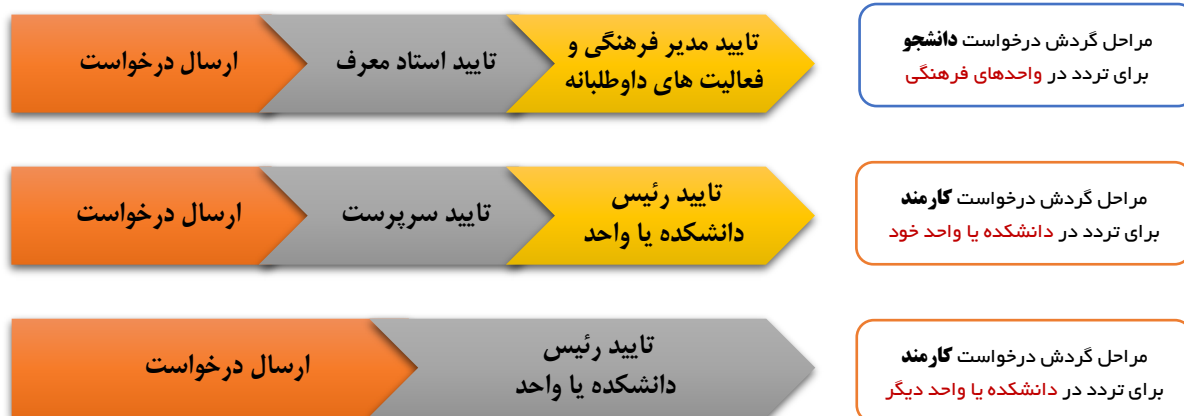 مراحل گردش درخواست دانشجو
برای تردد در واحدهای فرهنگی
ارسال درخواست
تایید استاد معرف
تایید مدیر فرهنگی و
فعالیت های داوطلبانه
مراحل گردش درخواست کارمند
برای تردد در دانشکده یا واحد خود
ارسال درخواست
تایید سرپرست
تایید رئیس
دانشکده یا واحد
مراحل گردش درخواست کارمند
برای تردد در دانشکده یا واحد دیگر
ارسال درخواست
تایید رئیس
دانشکده یا واحد